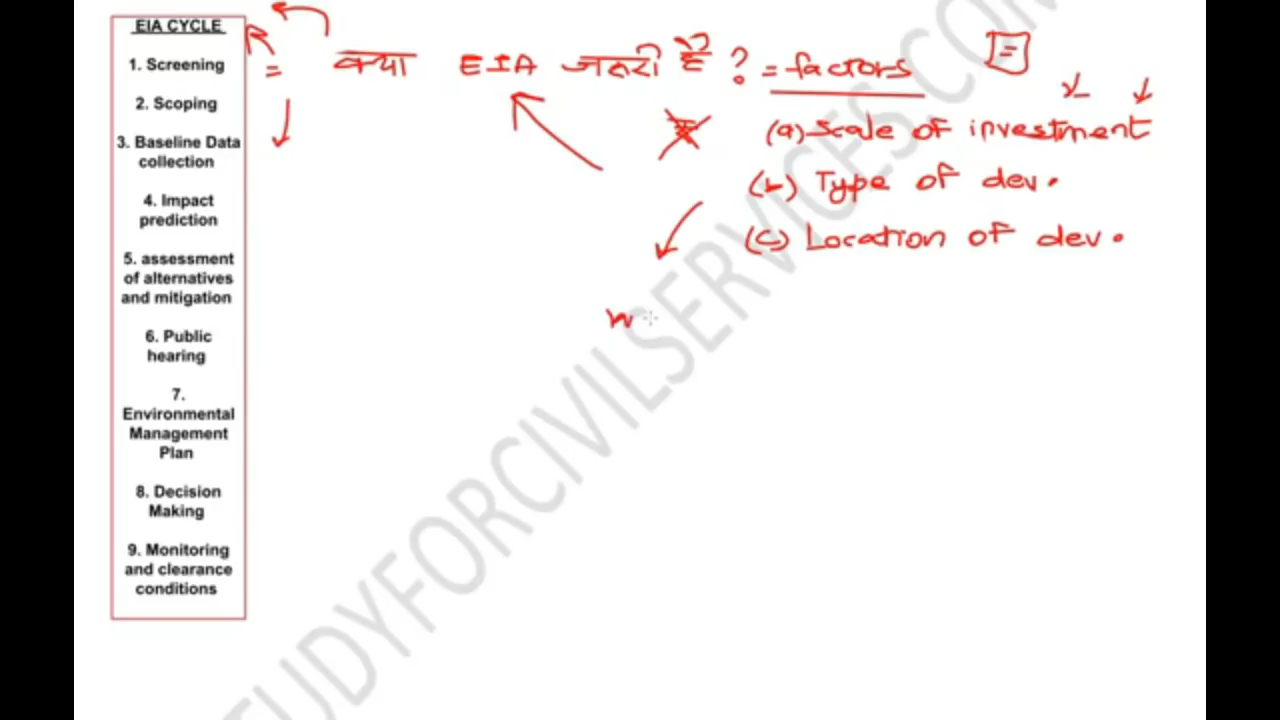 EIA CYCLE
1. Screening
2. Scoping
3. Baseline Data
collection
4. Impact
prediction
5. assessment
of alternatives
and mitigation
6. Public
hearing
7.
Environmental
Management
Plan
8. Decision
Making
9. Monitoring
and clearance
conditions
= क्या EIA जरुरी है ? = factors
(a) Scale of investment
(b) Type of dev.
(c) Location of dev.
STUDYFORCIVILSERVICES.COM